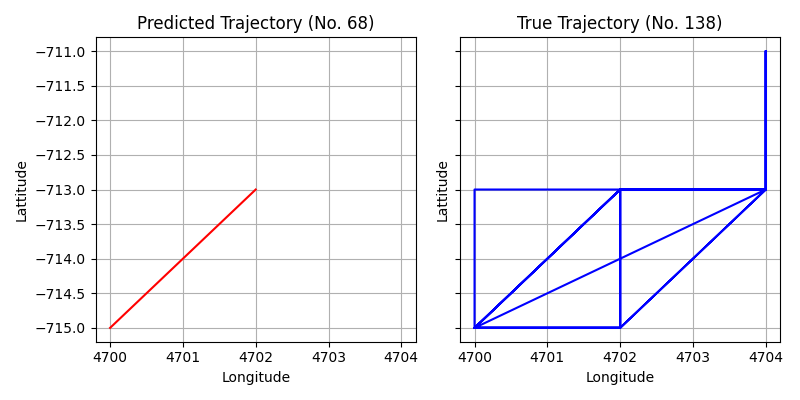 Predicted Trajectory (No. 68)
True Trajectory (No. 138)
−711.0
−711.5
−712.0
−712.5
−713.0
−713.5
−714.0
−714.5
−715.0
Lattitude
Lattitude
4700 4701 4702 4703 4704
4700 4701 4702 4703 4704
Longitude
Longitude